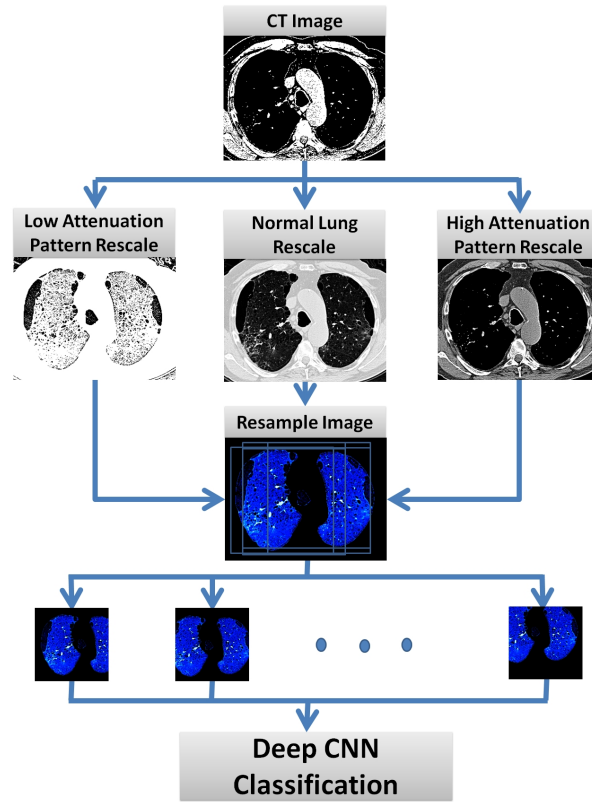 CT Image
Low Attenuation
Pattern Rescale
Normal Lung
Rescale
High Attenuation
Pattern Rescale
Resample Image
Deep CNN
Classification